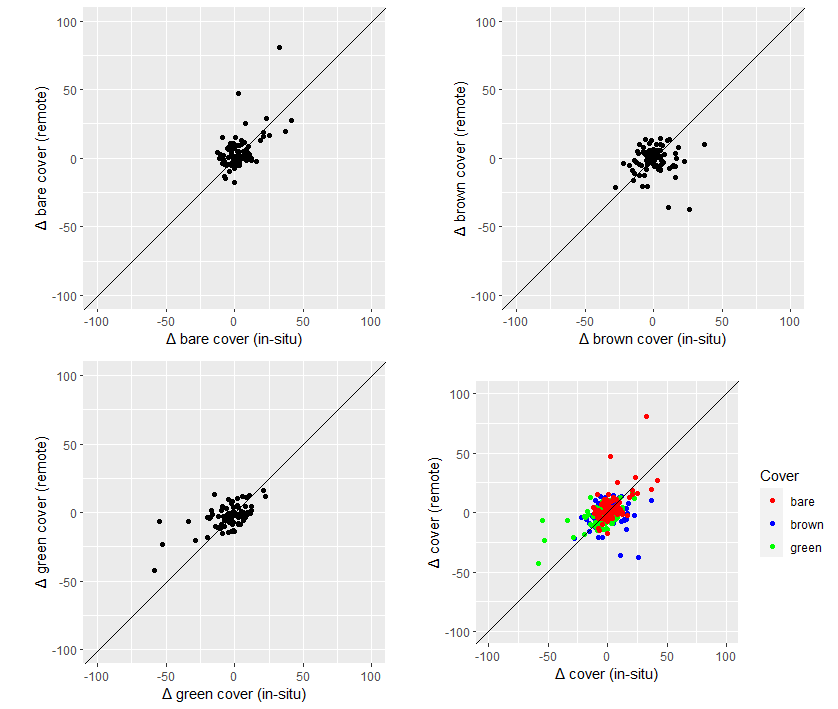 100
50
0
-50
-100
Δ bare cover (remote)
-100 -50 0 50 100
Δ bare cover (in-situ)
100
50
0
-50
-100
Δ brown cover (remote)
-100 -50 0 50 100
Δ brown cover (in-situ)
100
50
0
-50
-100
Δ green cover (remote)
-100 -50 0 50 100
Δ green cover (in-situ)
100
50
0
-50
-100
Δ cover (remote)
-100 -50 0 50 100
Δ cover (in-situ)
Cover
bare
brown
green